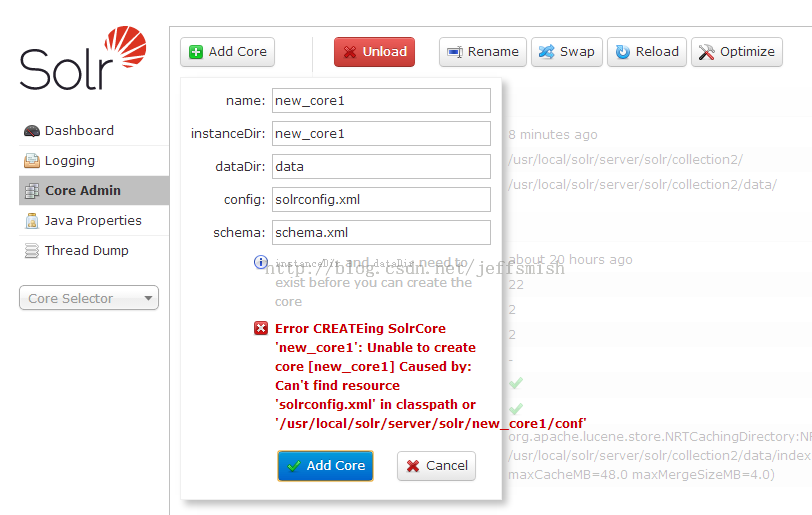 Solr
Add Core
Unload
Rename
Swap
Reload
Optimize
Dashboard
Logging
Core Admin
Java Properties
Thread Dump
Core Selector
name: new_core1
instanceDir: new_core1
dataDir: data
config: solrconfig.xml
schema: schema.xml
instanceDir and dataDir need to
exist before you can create the
core
http://blog.csdn.net/jeffsmish
Error CREATEing SolrCore
'new_core1': Unable to create
core [new_core1] Caused by:
Can't find resource
'solrconfig.xml' in classpath or
'/usr/local/solr/server/solr/new_core1/conf'
Add Core
Cancel
8 minutes ago
/usr/local/solr/server/solr/collection2/
/usr/local/solr/server/solr/collection2/data/
about 20 hours ago
22
2
2
-
org.apache.lucene.store.NRTCachingDirectory:NR
/usr/local/solr/server/solr/collection2/data/index
maxCacheMB=48.0 maxMergeSizeMB=4.0)